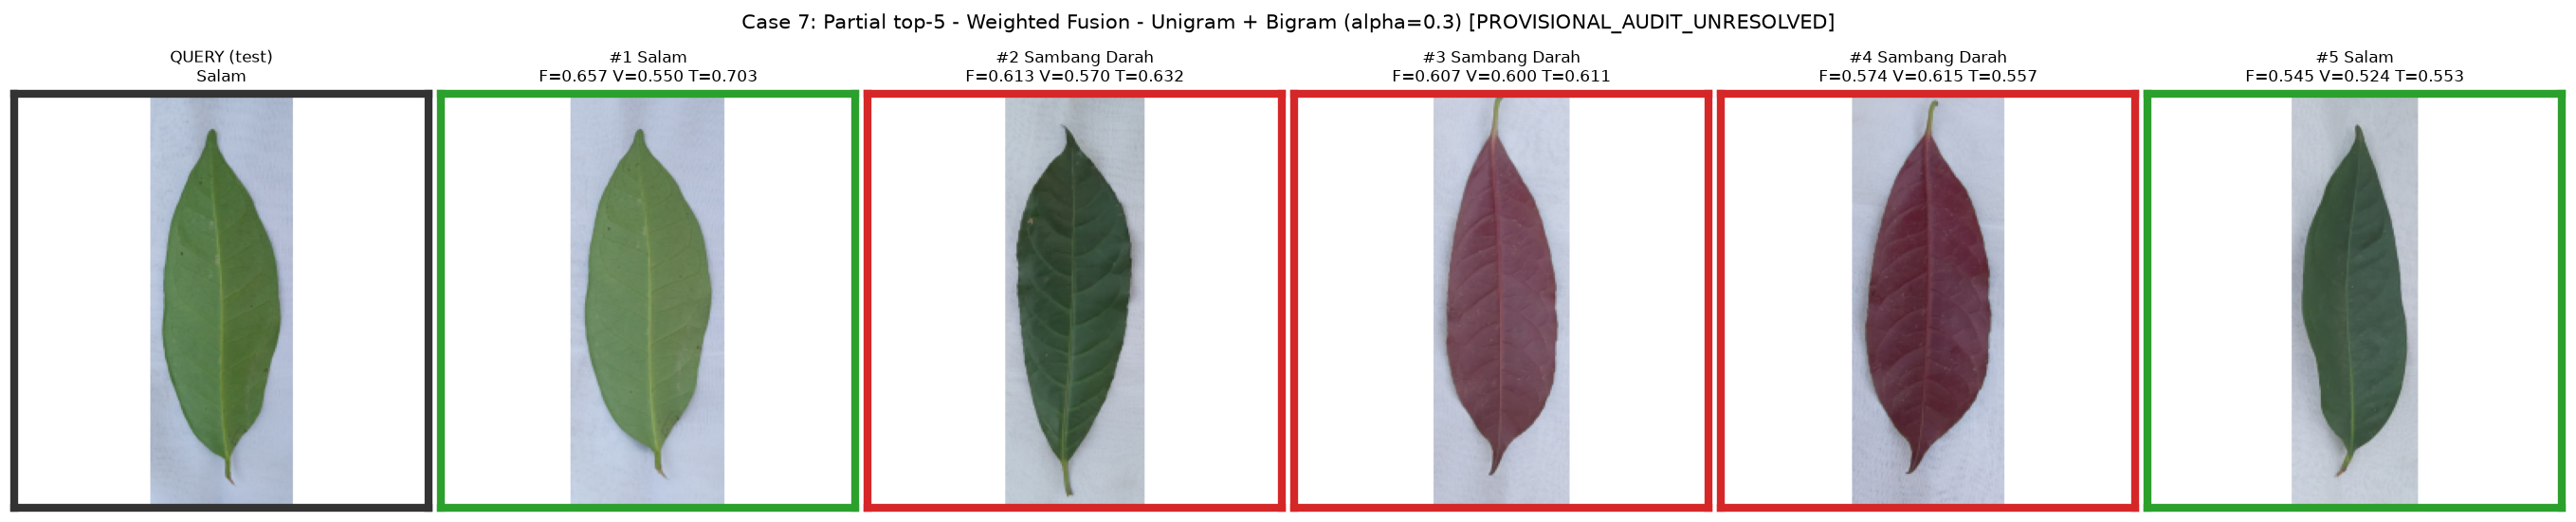 Case 7: Partial top-5 - Weighted Fusion - Unigram + Bigram (alpha=0.3) [PROVISIONAL_AUDIT_UNRESOLVED]
QUERY (test)
Salam
#1 Salam
F=0.657 V=0.550 T=0.703
#2 Sambang Darah
F=0.613 V=0.570 T=0.632
#3 Sambang Darah
F=0.607 V=0.600 T=0.611
#4 Sambang Darah
F=0.574 V=0.615 T=0.557
#5 Salam
F=0.545 V=0.524 T=0.553